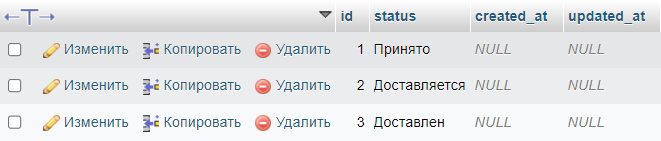 id status created_at updated_at
Изменить Копировать Удалить 1 Принято NULL NULL
Изменить Копировать Удалить 2 Доставляется NULL NULL
Изменить Копировать Удалить 3 Доставлен NULL NULL